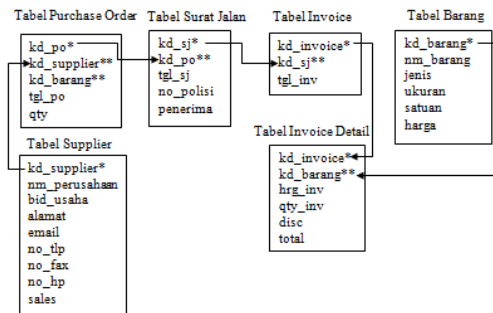 Tabel Purchase Order
kd_po*
kd_supplier**
kd_barang**
tgl_po
qty
Tabel Surat Jalan
kd_sj*
kd_po**
tgl_sj
no_polisi
penerima
Tabel Invoice
kd_invoice*
kd_sj**
tgl_inv
Tabel Barang
kd_barang*
nm_barang
jenis
ukuran
satuan
harga
Tabel Supplier
kd_supplier*
nm_perusahaan
bid_usaha
alamat
email
no_tlp
no_fax
no_hp
sales
Tabel Invoice Detail
kd_invoice*
kd_barang**
hrg_inv
qty_inv
disc
total